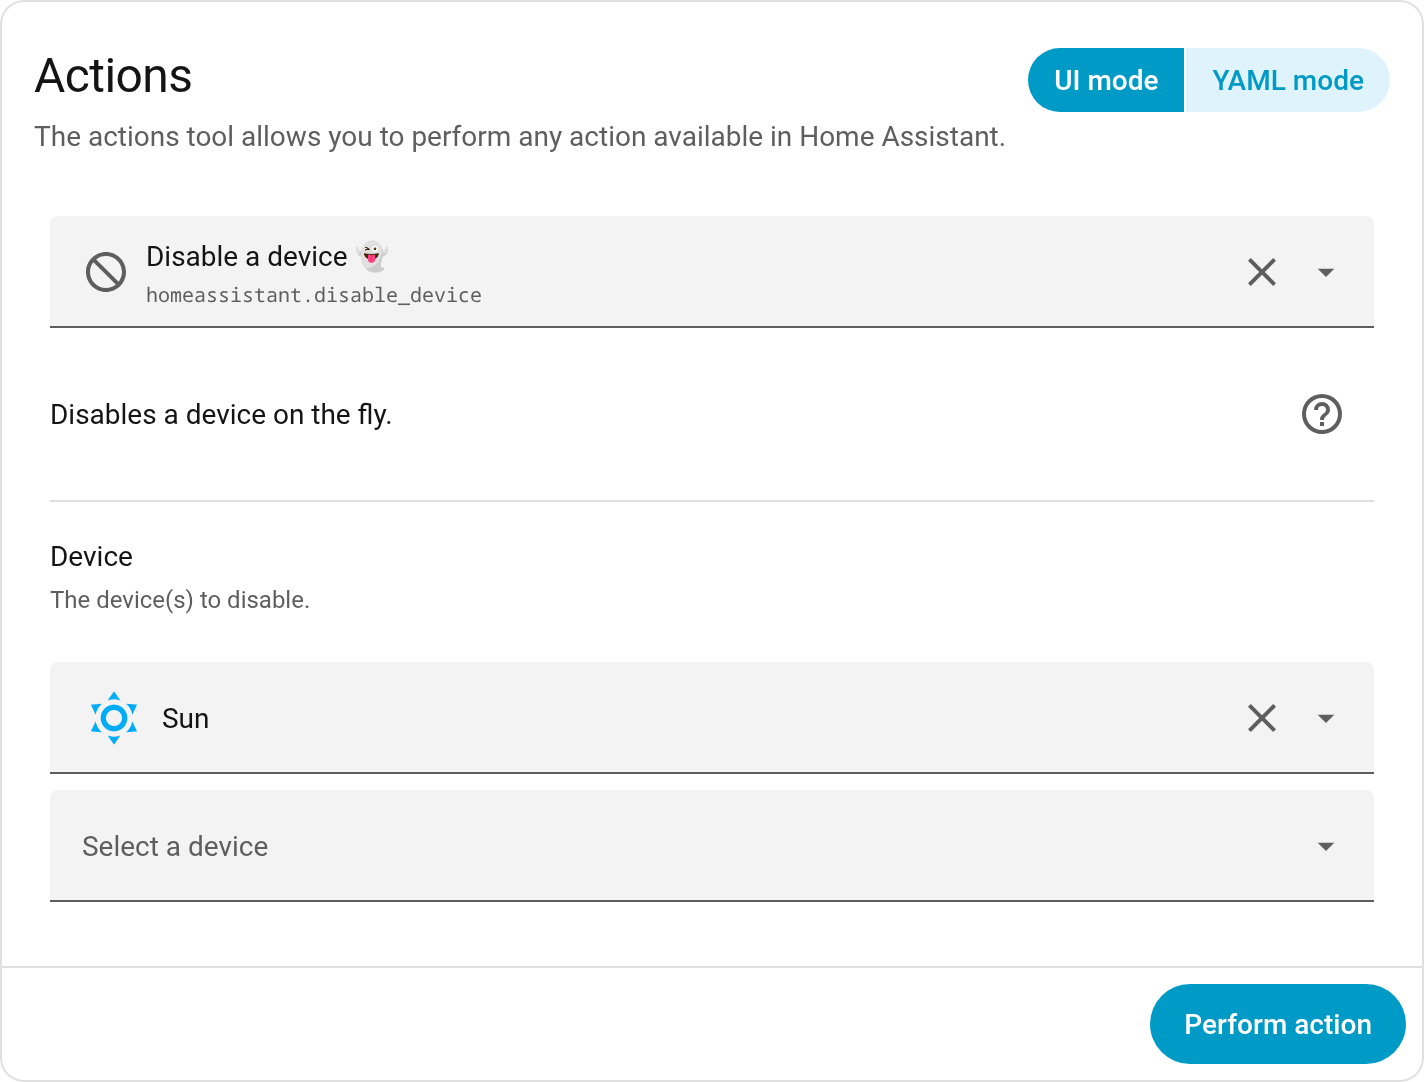 Actions
UI mode
YAML mode
The actions tool allows you to perform any action available in Home Assistant.
Disable a device 👻
homeassistant.disable_device
Disables a device on the fly.
Device
The device(s) to disable.
Sun
Select a device
Perform action